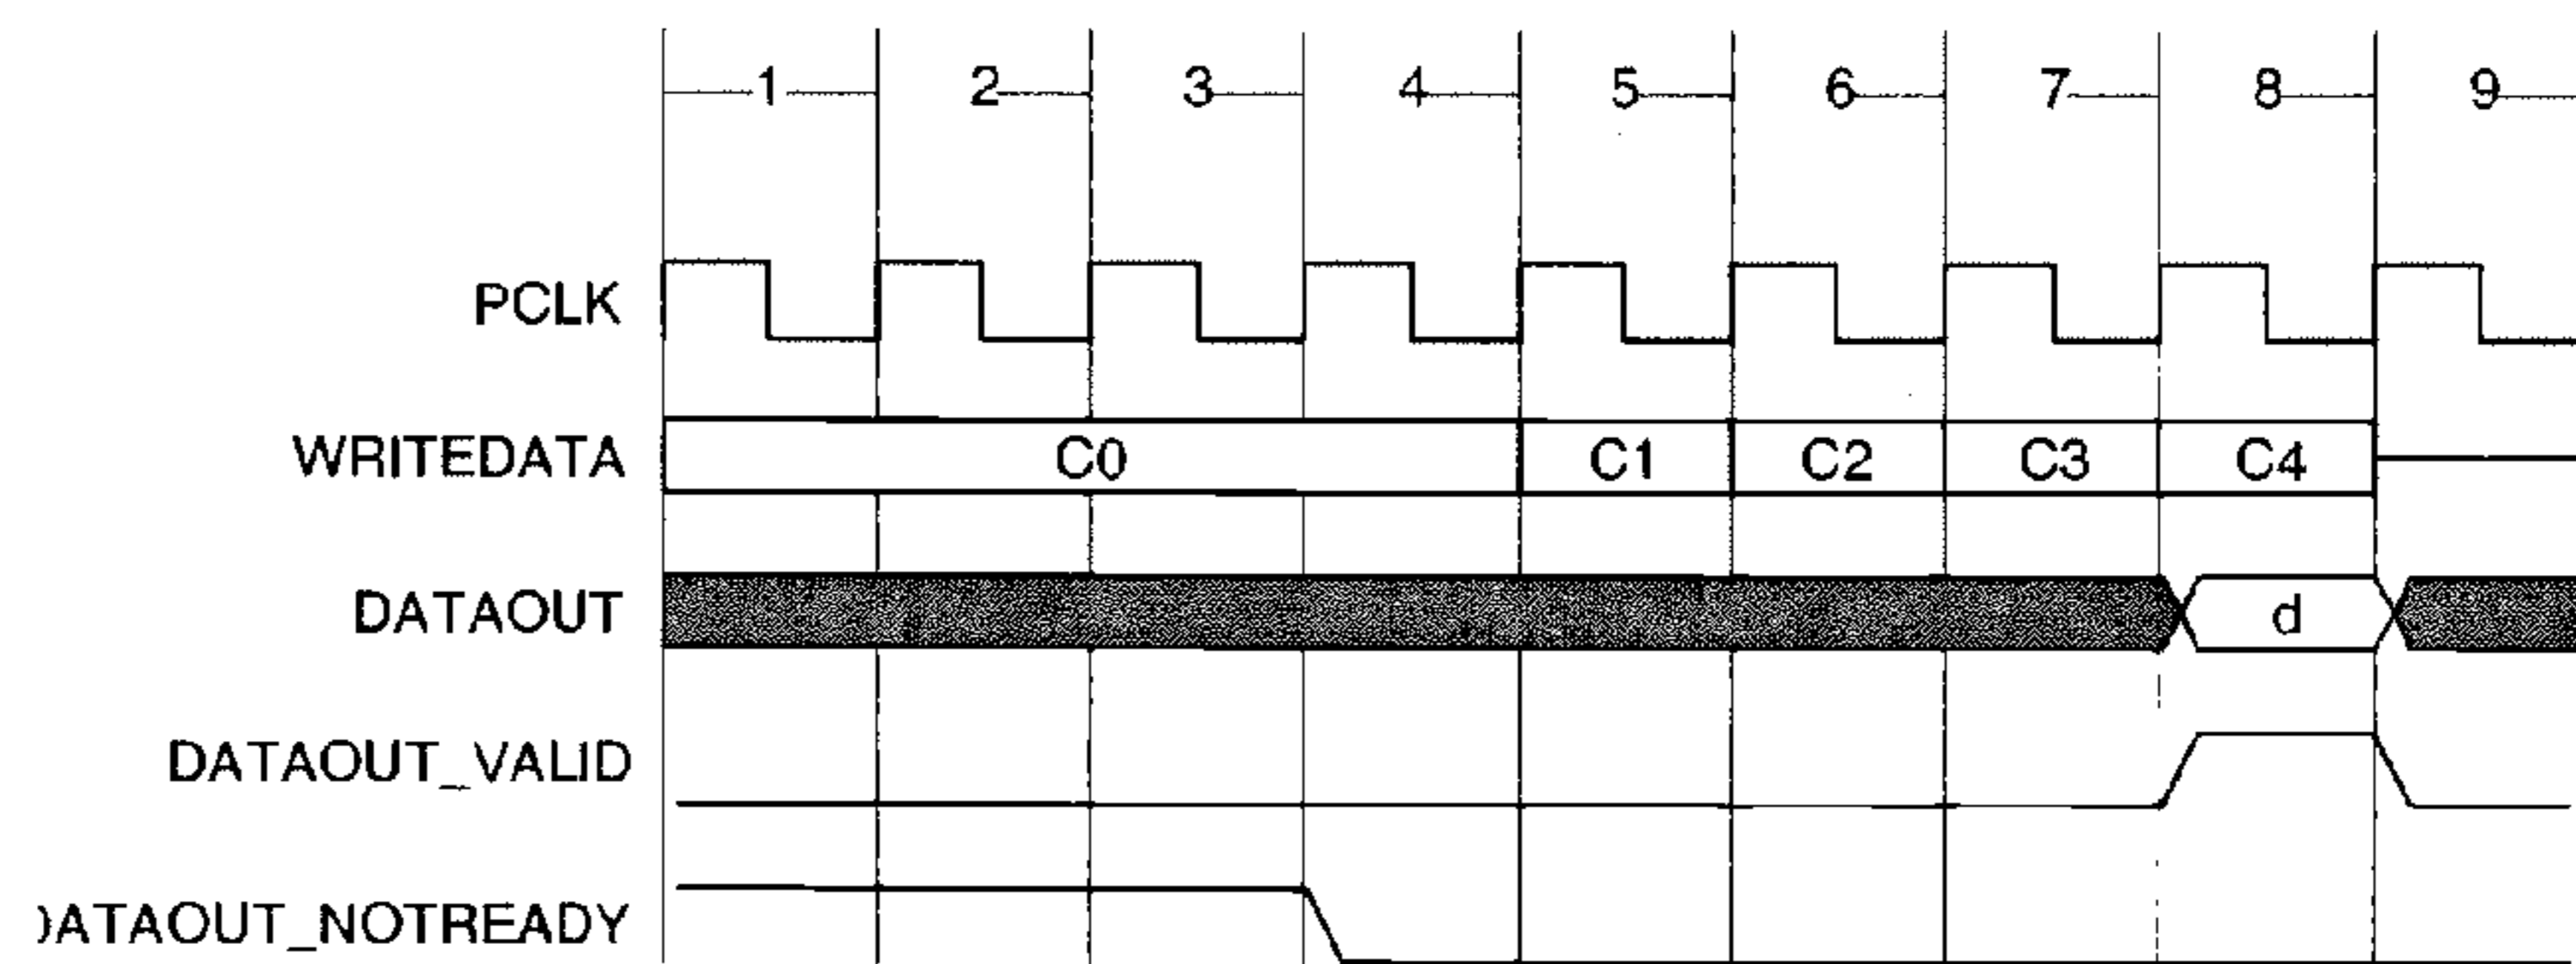 1 2 3 4 5 6 7 8 9
PCLK
WRITEDATA C0 C1 C2 C3 C4
DATAOUT d
DATAOUT_VALID
)ATAOUT_NOTREADY